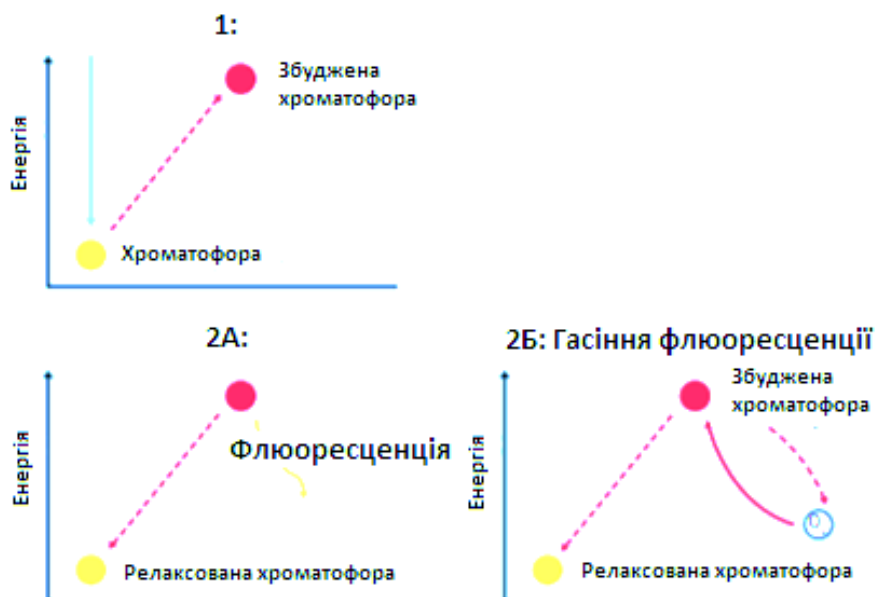 1:
Збуджена
хроматофора
Енергія
Хроматофора
2А:
Флюоресценція
Енергія
Релаксована хроматофора
2Б: Гасіння флюоресценції
Збуджена
хроматофора
Енергія
Релаксована хроматофора